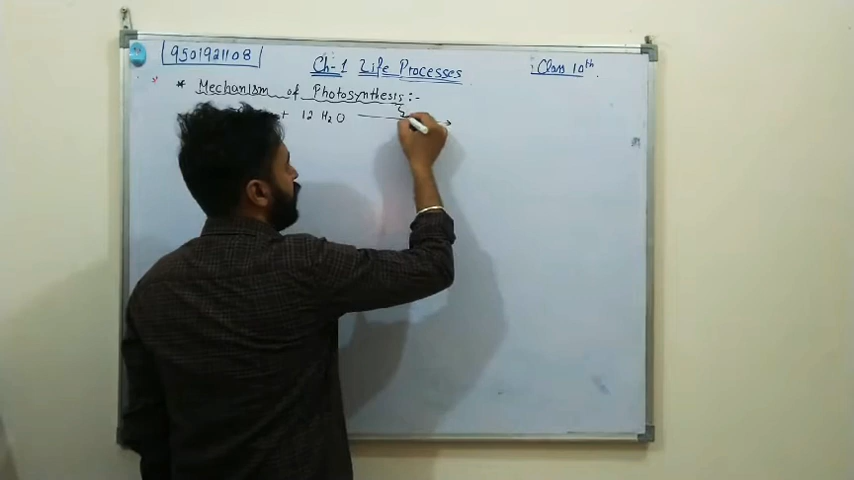 9501921108
Ch-1 Life Processes
Class 10th
* Mechanism of Photosynthesis :-
+ 12 H2O →